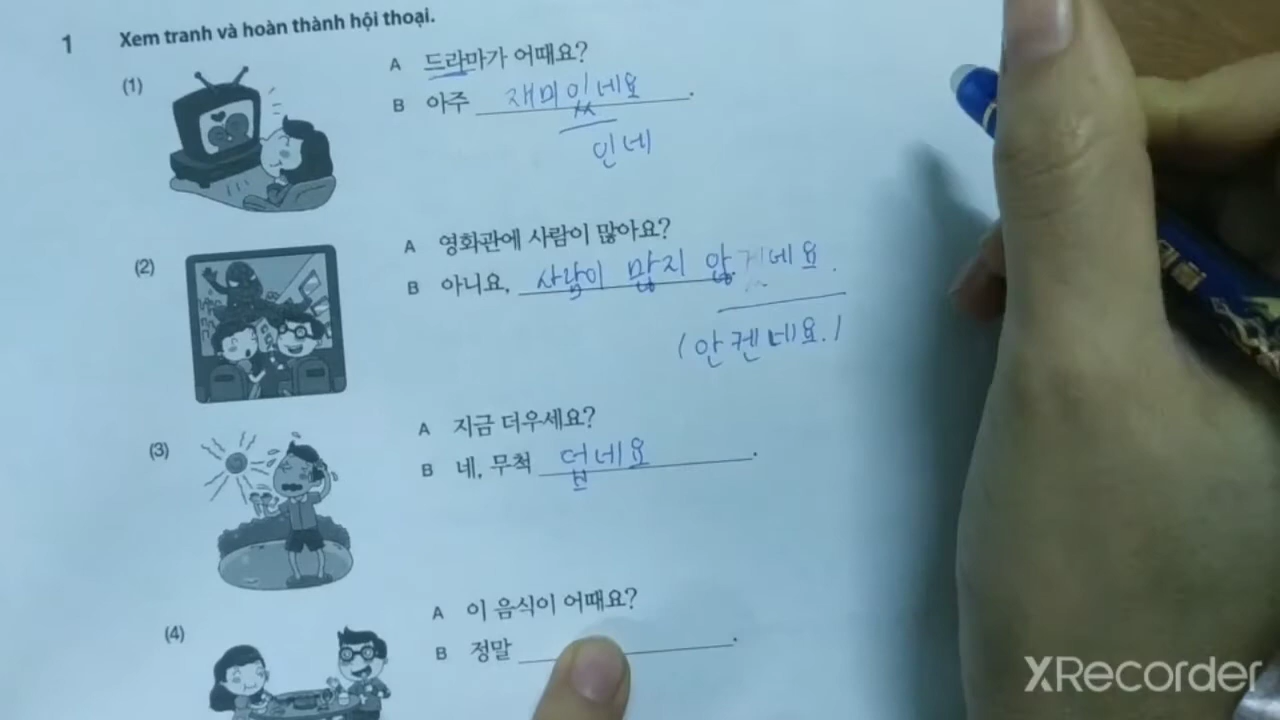 1 Xem tranh và hoàn thành hội thoại.
(1)
A 드라마가 어때요?
B 아주 재미있네요.
인네
(2)
A 영화관에 사람이 많아요?
B 아니요, 사람이 많지 않겠네요.
(안켄네요.)
(3)
A 지금 더우세요?
B 네, 무척 덥네요.
(4)
A 이 음식이 어때요?
B 정말 .
XRecorder